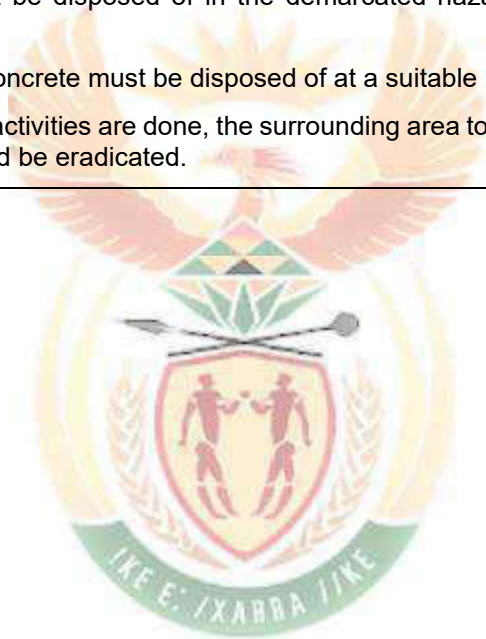 be disposed of in the demarcated
oncrete must be disposed of at a suitable
activities are done, the surrounding area to
d be eradicated.
!KE E: /XARRA //KE